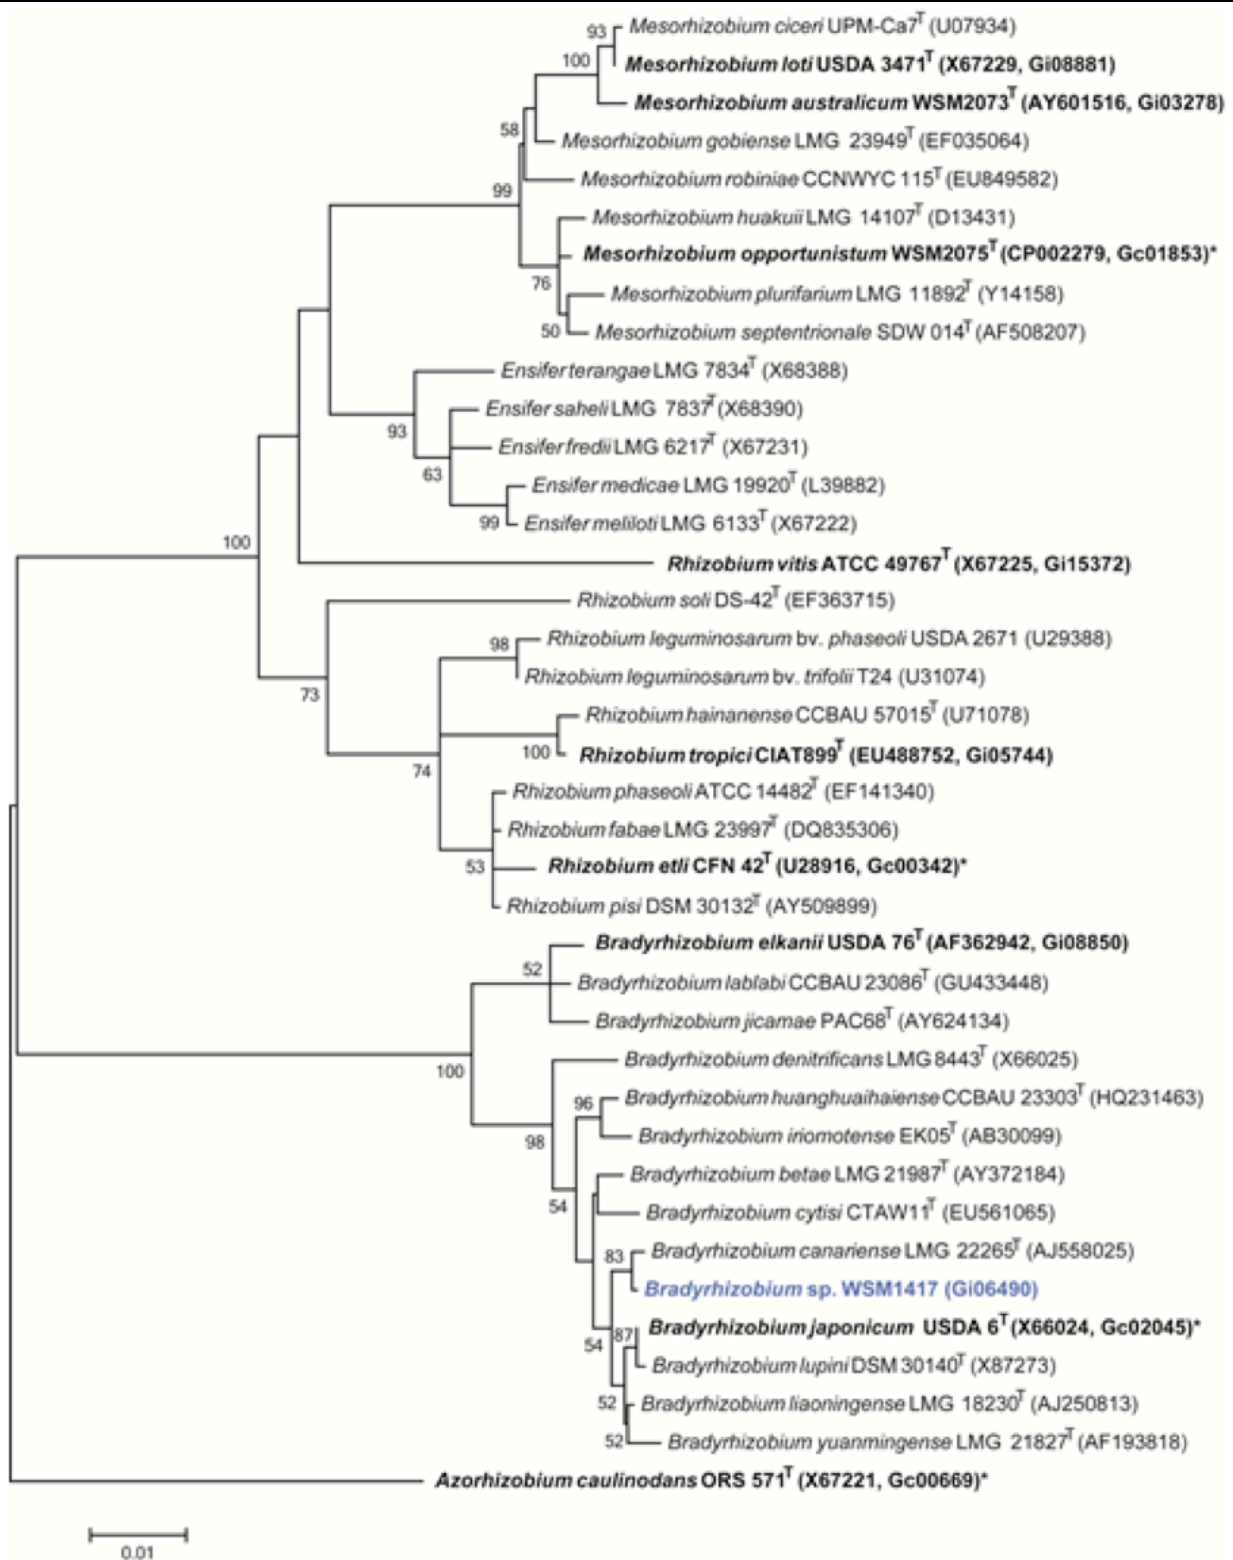 93
Mesorhizobium ciceri UPM-Ca7T (U07934)
100
Mesorhizobium loti USDA 3471T (X67229, Gi08881)
Mesorhizobium australicum WSM2073T (AY601516, Gi03278)
58
Mesorhizobium gobiense LMG 23949T (EF035064)
Mesorhizobium robiniae CCNWYC 115T (EU849582)
99
Mesorhizobium huakuii LMG 14107T (D13431)
Mesorhizobium opportunistum WSM2075T (CP002279, Gc01853)*
76
Mesorhizobium plurifarium LMG 11892T (Y14158)
50
Mesorhizobium septentrionale SDW 014T (AF508207)
Ensifer terangae LMG 7834T (X68388)
Ensifer saheli LMG 7837T (X68390)
93
Ensifer fredii LMG 6217T (X67231)
63
Ensifer medicae LMG 19920T (L39882)
99
Ensifer meliloti LMG 6133T (X67222)
100
Rhizobium vitis ATCC 49767T (X67225, Gi15372)
Rhizobium soli DS-42T (EF363715)
98
Rhizobium leguminosarum bv. phaseoli USDA 2671 (U29388)
Rhizobium leguminosarum bv. trifolii T24 (U31074)
73
Rhizobium hainanense CCBAU 57015T (U71078)
100
Rhizobium tropici CIAT899T (EU488752, Gi05744)
74
Rhizobium phaseoli ATCC 14482T (EF141340)
Rhizobium fabae LMG 23997T (DQ835306)
53
Rhizobium etli CFN 42T (U28916, Gc00342)*
Rhizobium pisi DSM 30132T (AY509899)
Bradyrhizobium elkanii USDA 76T (AF362942, Gi08850)
52
Bradyrhizobium lablabi CCBAU 23086T (GU433448)
Bradyrhizobium jicamae PAC68T (AY624134)
100
Bradyrhizobium denitrificans LMG 8443T (X66025)
96
Bradyrhizobium huanghuaihaiense CCBAU 23303T (HQ231463)
98
Bradyrhizobium iriomotense EK05T (AB30099)
Bradyrhizobium betae LMG 21987T (AY372184)
54
Bradyrhizobium cytisi CTAW11T (EU561065)
83
Bradyrhizobium canariense LMG 22265T (AJ558025)
Bradyrhizobium sp. WSM1417 (Gi06490)
54
87
Bradyrhizobium japonicum USDA 6T (X66024, Gc02045)*
Bradyrhizobium lupini DSM 30140T (X87273)
52
Bradyrhizobium liaoningense LMG 18230T (AJ250813)
52
Bradyrhizobium yuanmingense LMG 21827T (AF193818)
Azorhizobium caulinodans ORS 571T (X67221, Gc00669)*
0.01